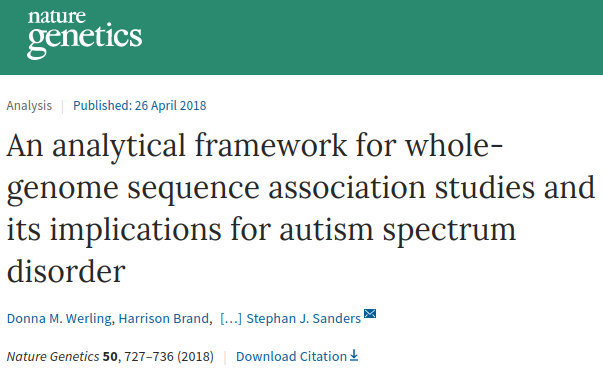 nature
genetics
Analysis | Published: 26 April 2018
An analytical framework for whole-
genome sequence association studies and
its implications for autism spectrum
disorder
Donna M. Werling, Harrison Brand, […] Stephan J. Sanders
Nature Genetics 50, 727–736 (2018) | Download Citation